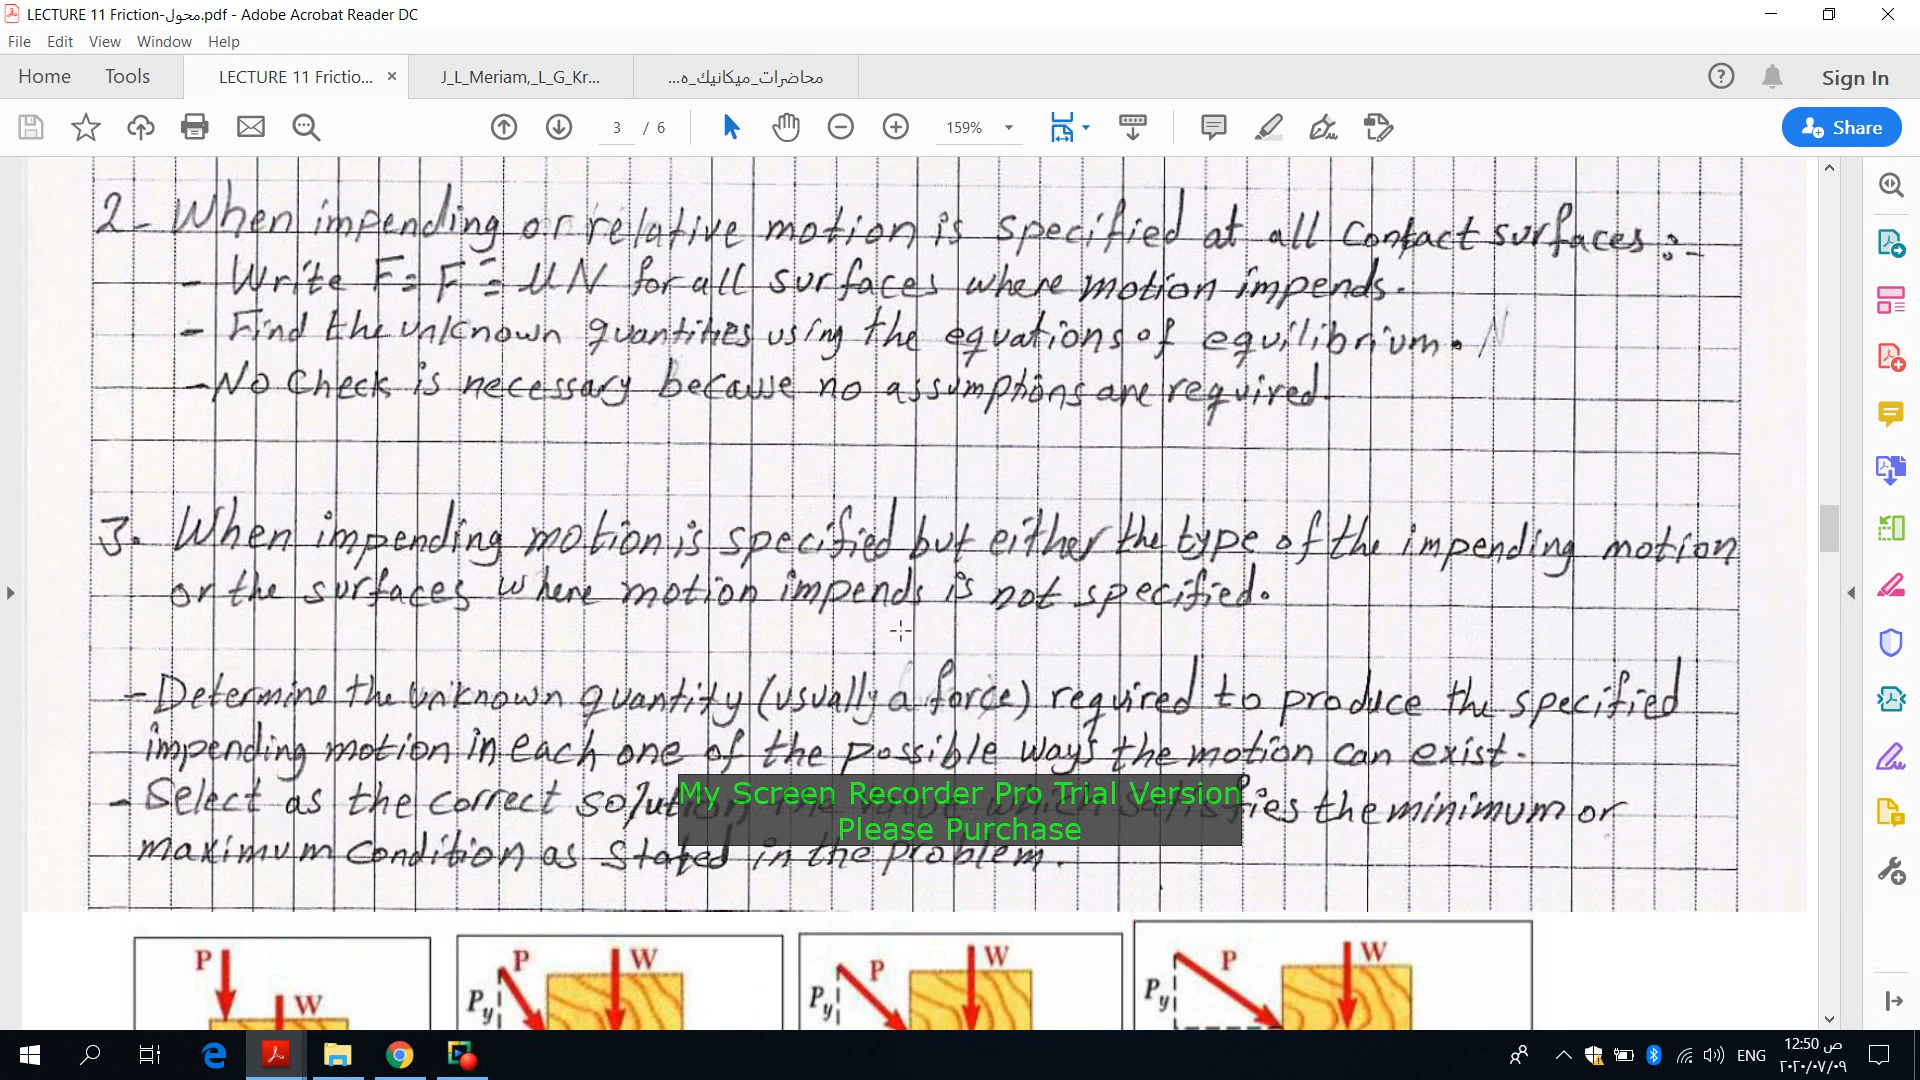 LECTURE 11 Friction-محول.pdf - Adobe Acrobat Reader DC
File Edit View Window Help
Home Tools LECTURE 11 Frictio... × J_L_Meriam,_L_G_Kr... محاضرات_ميكانيك_ه... Sign In
3 / 6 159% Share
2- When impending or relative motion is specified at all contact surfaces :-
- Write F = F' = μN for all surfaces where motion impends.
- Find the unknown quantities using the equations of equilibrium. N
- No Check is necessary because no assumptions are required.
3. When impending motion is specified but either the type of the impending motion
or the surfaces where motion impends is not specified.
- Determine the unknown quantity (usually a force) required to produce the specified
impending motion in each one of the possible ways the motion can exist.
- Select as the correct satisfies the minimum or
My Screen Recorder Pro Trial Version
Please Purchase
maximum condition as stated in the problem.
P W P W P W P W
Py Py Py
ENG 12:50 ص
٢٠٢٠/٠٧/٠٩